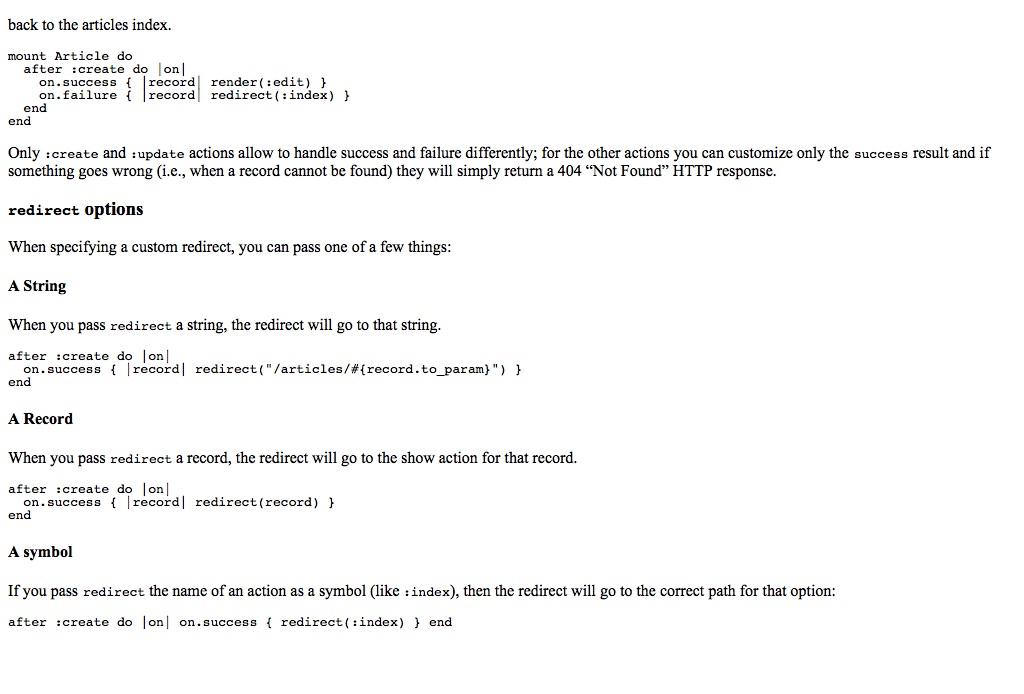 back to the articles index.
mount Article do
  after :create do |on|
    on.success { |record| render(:edit) }
    on.failure { |record| redirect(:index) }
  end
end
Only :create and :update actions allow to handle success and failure differently; for the other actions you can customize only the success result and if
something goes wrong (i.e., when a record cannot be found) they will simply return a 404 “Not Found” HTTP response.
redirect options
When specifying a custom redirect, you can pass one of a few things:
A String
When you pass redirect a string, the redirect will go to that string.
after :create do |on|
  on.success { |record| redirect("/articles/#{record.to_param}") }
end
A Record
When you pass redirect a record, the redirect will go to the show action for that record.
after :create do |on|
  on.success { |record| redirect(record) }
end
A symbol
If you pass redirect the name of an action as a symbol (like :index), then the redirect will go to the correct path for that option:
after :create do |on| on.success { redirect(:index) } end